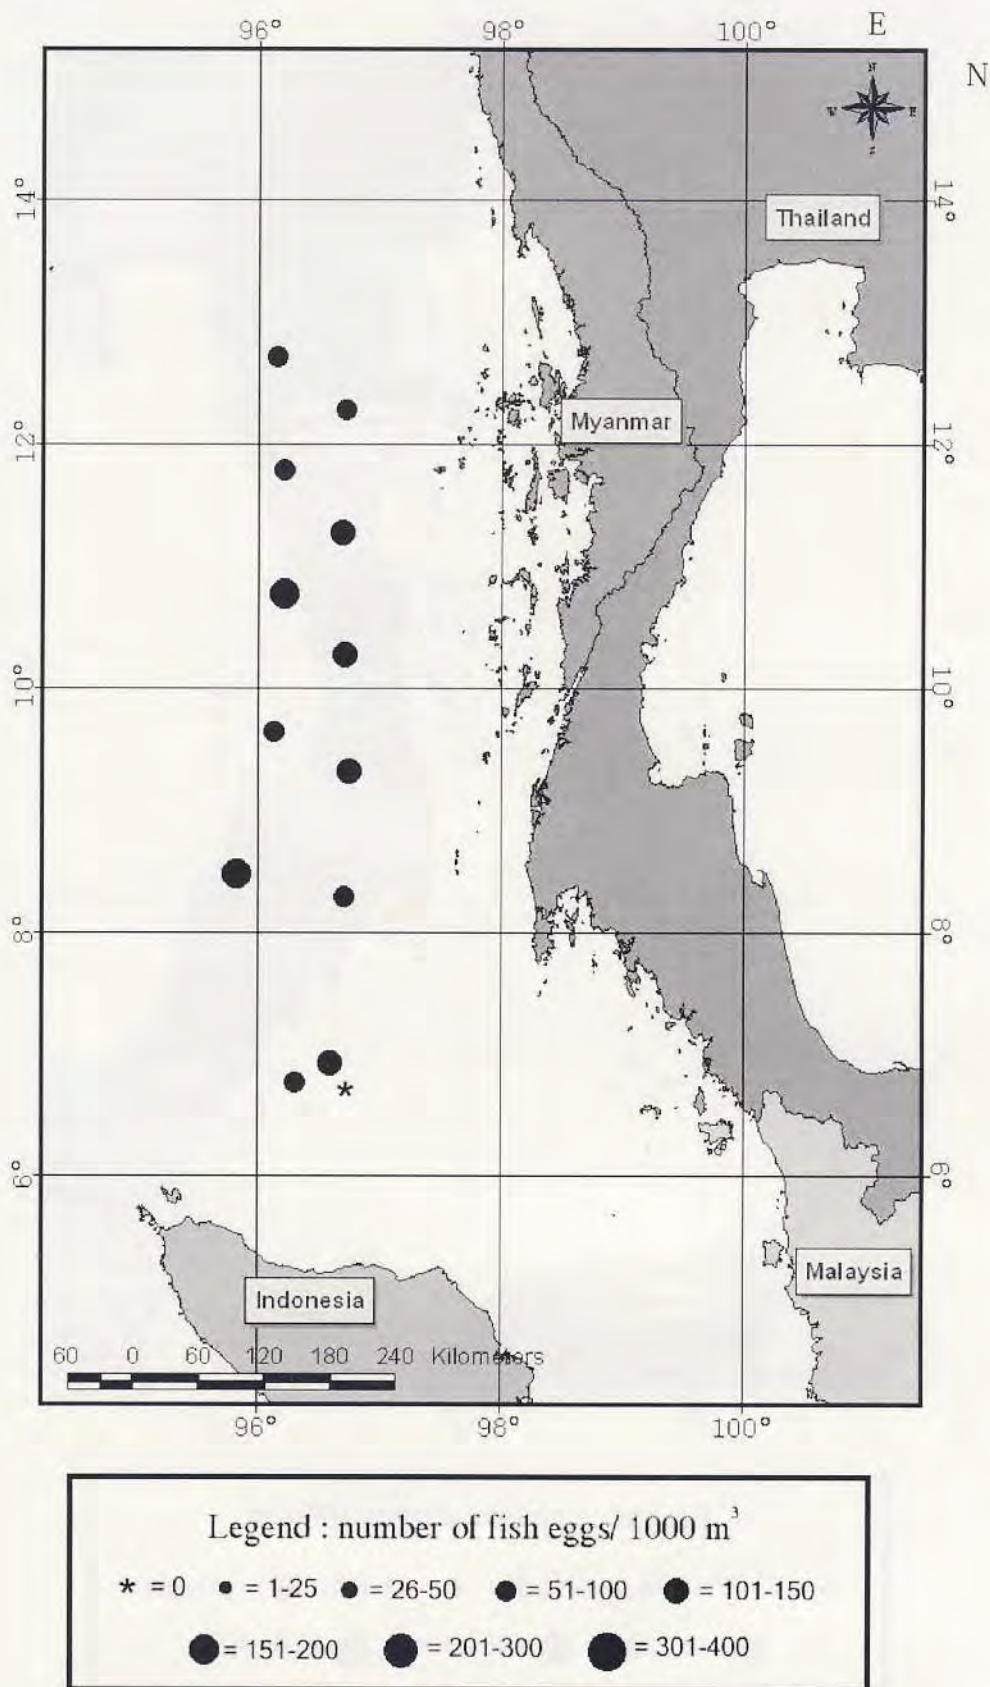 96° 98° 100° E
N
N
W E
S
14° 14°
Thailand
Myanmar
12° 12°
10° 10°
8° 8°
6° 6°
Malaysia
Indonesia
60 0 60 120 180 240 Kilometers
96° 98° 100°
Legend : number of fish eggs/ 1000 m³
* = 0 = 1-25 = 26-50 = 51-100 = 101-150
= 151-200 = 201-300 = 301-400